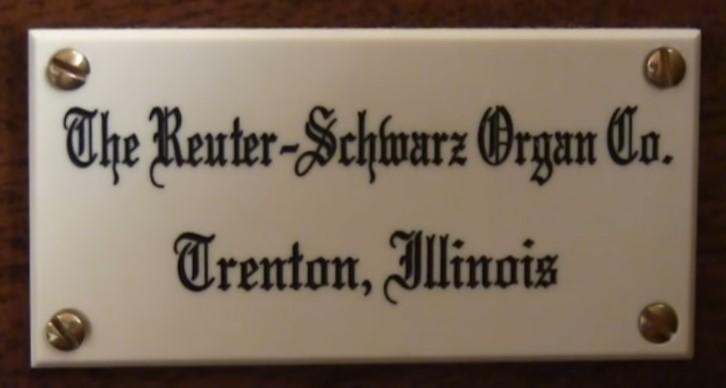 The Reuter-Schwarz Organ Co.
Trenton, Illinois